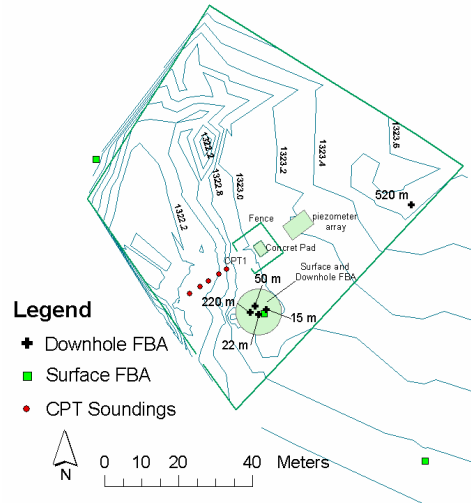 1322.2
1322.8
1323.0
1323.2
1323.4
1323.6
520 m
1322.2
Fence
piezometer
array
Concret Pad
CPT1
Surface and
Downhole FBA
50 m
220 m
15 m
22 m
Legend
Downhole FBA
Surface FBA
CPT Soundings
N
0 10 20 40 Meters